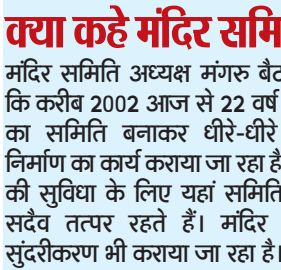 क्या कहे मंदिर समि
मंदिर समिति अध्यक्ष मंगरु बैठ
कि करीब 2002 आज से 22 वर्ष
का समिति बनाकर धीरे-धीरे
निर्माण का कार्य कराया जा रहा है
की सुविधा के लिए यहां समिति
सदैव तत्पर रहते हैं। मंदिर
सुंदरीकरण भी कराया जा रहा है।